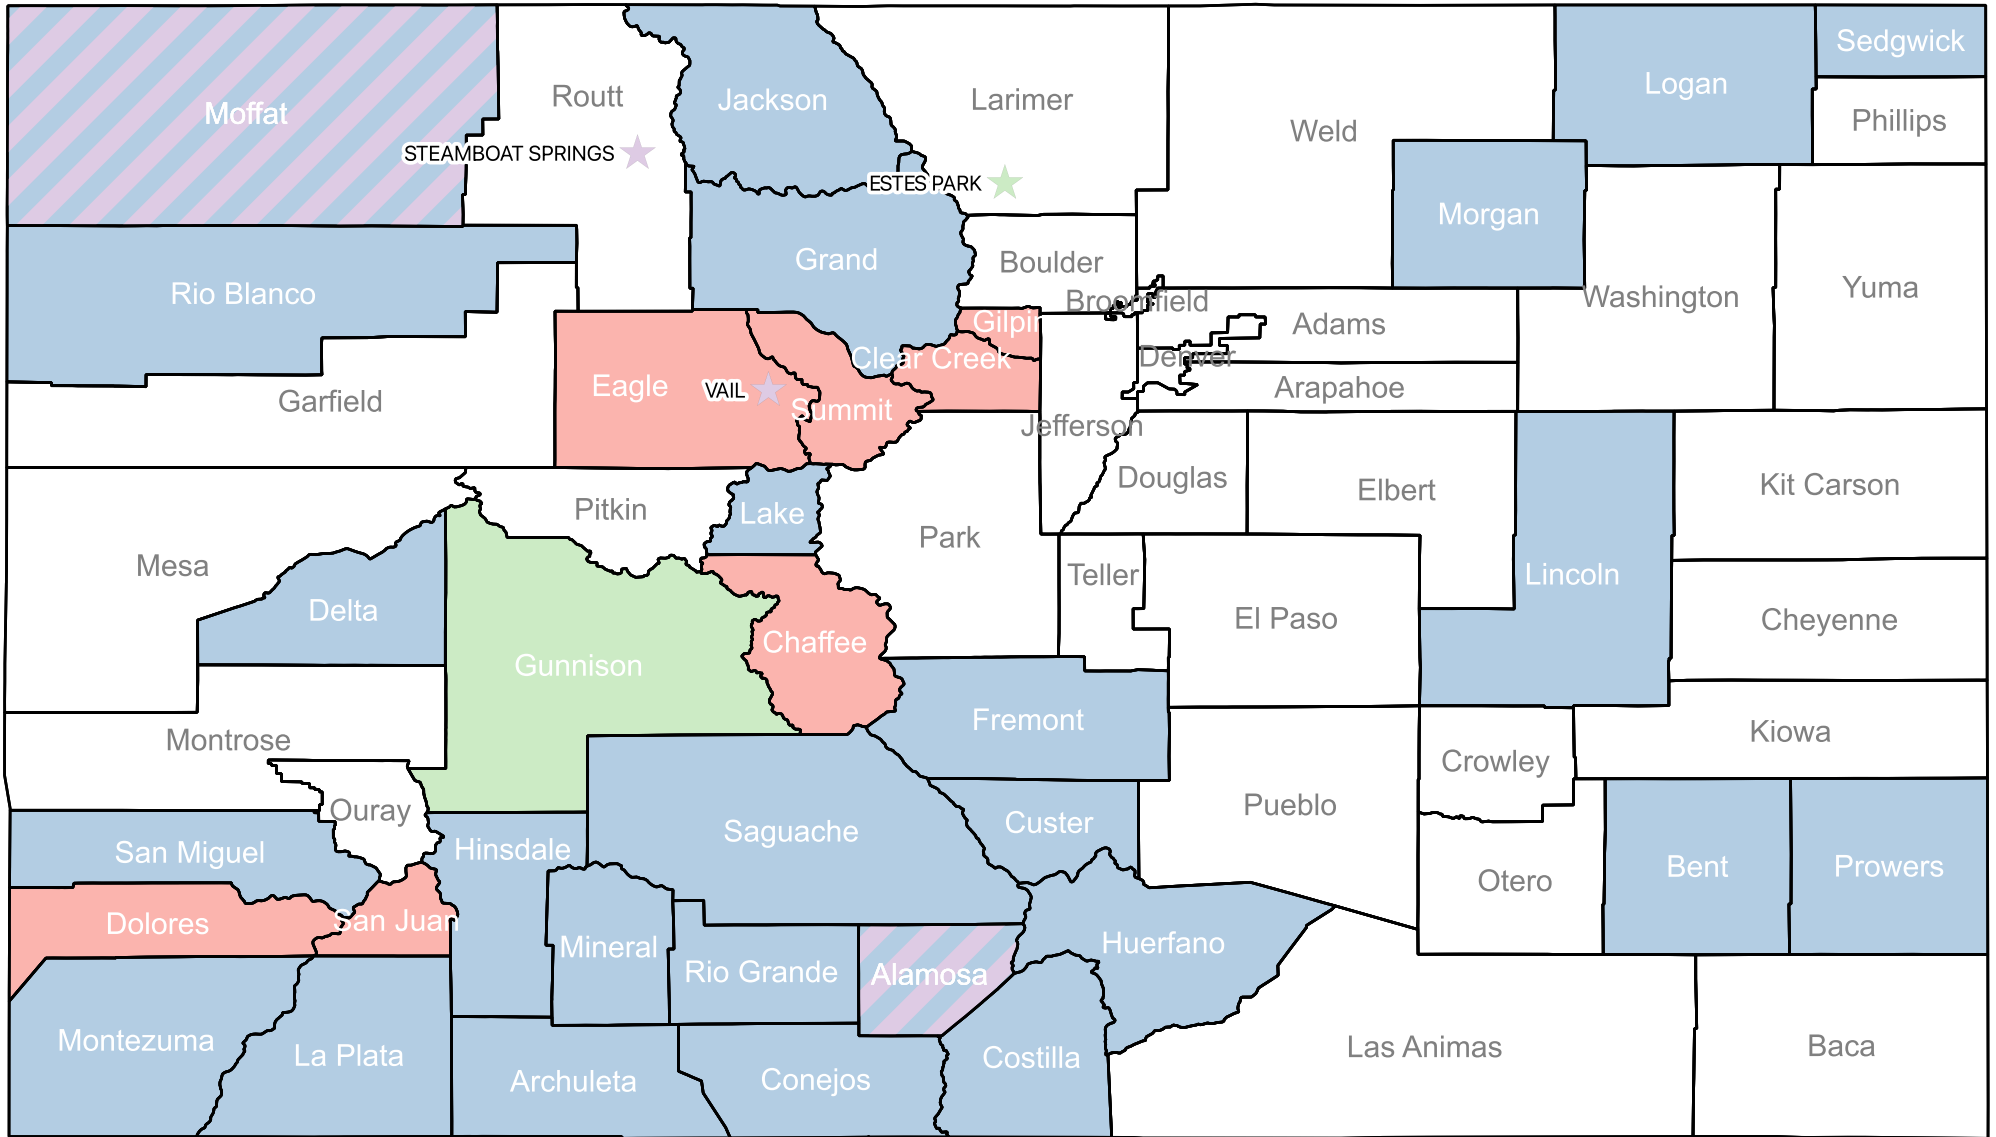 Sedgwick
Logan
Moffat
Routt
Jackson
Larimer
Phillips
Weld
STEAMBOAT SPRINGS
ESTES PARK
Morgan
Rio Blanco
Grand
Boulder
Broomfield
Washington
Yuma
Gilpin
Adams
Clear Creek
Denver
Eagle
VAIL
Arapahoe
Garfield
Summit
Jefferson
Douglas
Elbert
Kit Carson
Pitkin
Lake
Park
Mesa
Teller
Lincoln
Delta
El Paso
Cheyenne
Chaffee
Gunnison
Fremont
Montrose
Kiowa
Crowley
Ouray
Pueblo
Saguache
Custer
San Miguel
Hinsdale
Otero
Bent
Prowers
Dolores
San Juan
Mineral
Huerfano
Rio Grande
Alamosa
Montezuma
La Plata
Costilla
Las Animas
Baca
Archuleta
Conejos